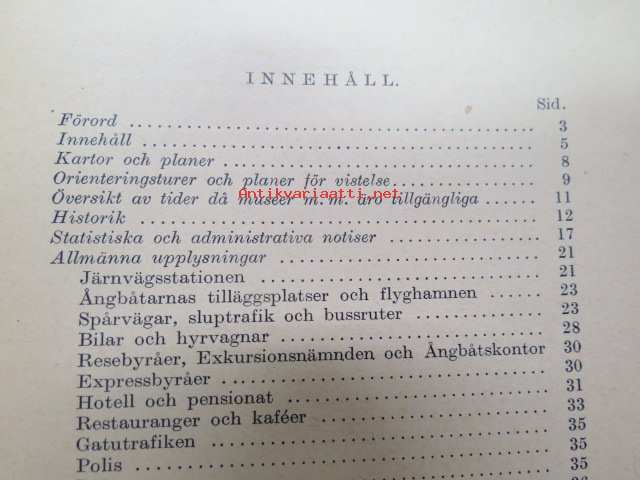 INNEHÅLL.
Sid.
Förord 3
Innehåll 5
Kartor och planer 8
Orienteringsturer och planer för vistelse 9
Översikt av tider då museer m. m. äro tillgängliga 11
Antikvariaatti.net
Historik 12
Statistiska och administrativa notiser 17
Allmänna upplysningar 21
Järnvägsstationen 21
Ångbåtarnas tilläggsplatser och flyghamnen 23
Spårvägar, sluptrafik och bussruter 23
Bilar och hyrvagnar 28
Resebyråer, Exkursionsnämnden och Ångbåtskontor 30
Expressbyråer 30
Hotell och pensionat 31
Restauranger och kaféer 33
Gatutrafiken 35
Polis 35